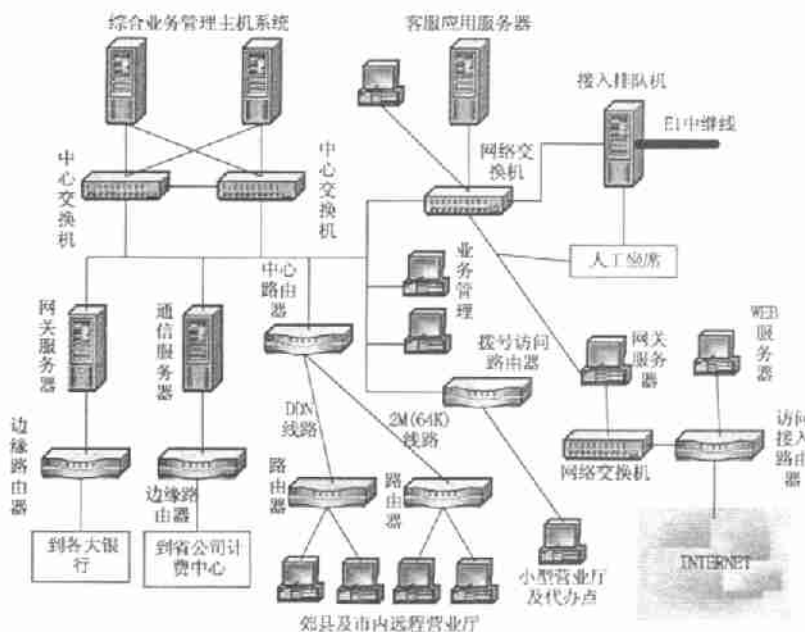 综合业务管理主机系统
客服应用服务器
接入排队机
E1中继线
中心交换机
中心交换机
网络交
换机
人工坐席
业务管理
中心
路由
器
网关服务器
通信服务器
拨号访问
路由器
网关
服务
器
WEB
服务
器
DDN
线路
2M(64K)
线路
边缘路由器
边缘路
由器
路由
器
路由
器
网络交换机
访问
接入
路由
器
到各大银
行
到省公司计
费中心
小型营业厅
及代办点
INTERNET
郊县及市内远程营业厅